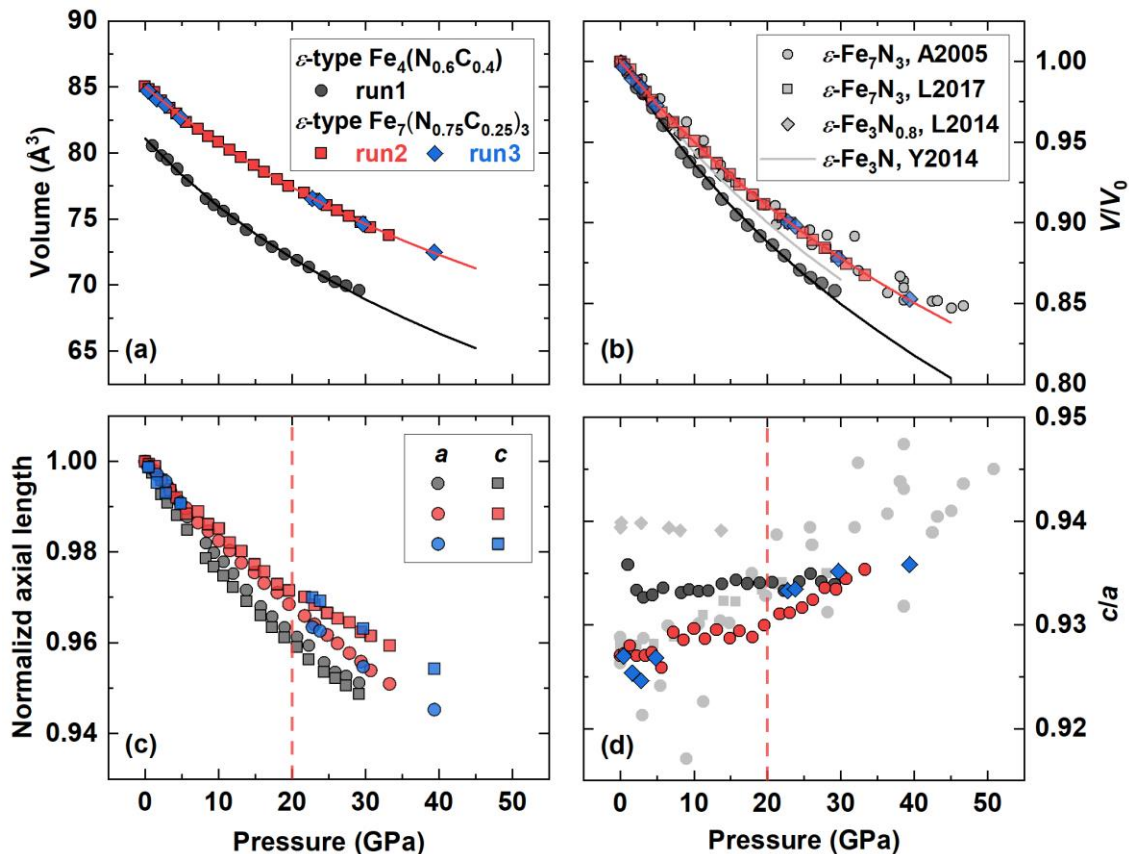 90
85
80
75
70
65
Volume (Å³)
ε-type Fe₄(N₀.₆C₀.₄)
run1
ε-type Fe₇(N₀.₇₅C₀.₂₅)₃
run2 run3
(a)
ε-Fe₇N₃, A2005
ε-Fe₇N₃, L2017
ε-Fe₃N₀.₈, L2014
ε-Fe₃N, Y2014
(b)
1.00
0.95
0.90
0.85
0.80
V/V₀
1.00
0.98
0.96
0.94
Normalizd axial length
a c
(c)
0 10 20 30 40 50
Pressure (GPa)
(d)
0.95
0.94
0.93
0.92
c/a
0 10 20 30 40 50
Pressure (GPa)